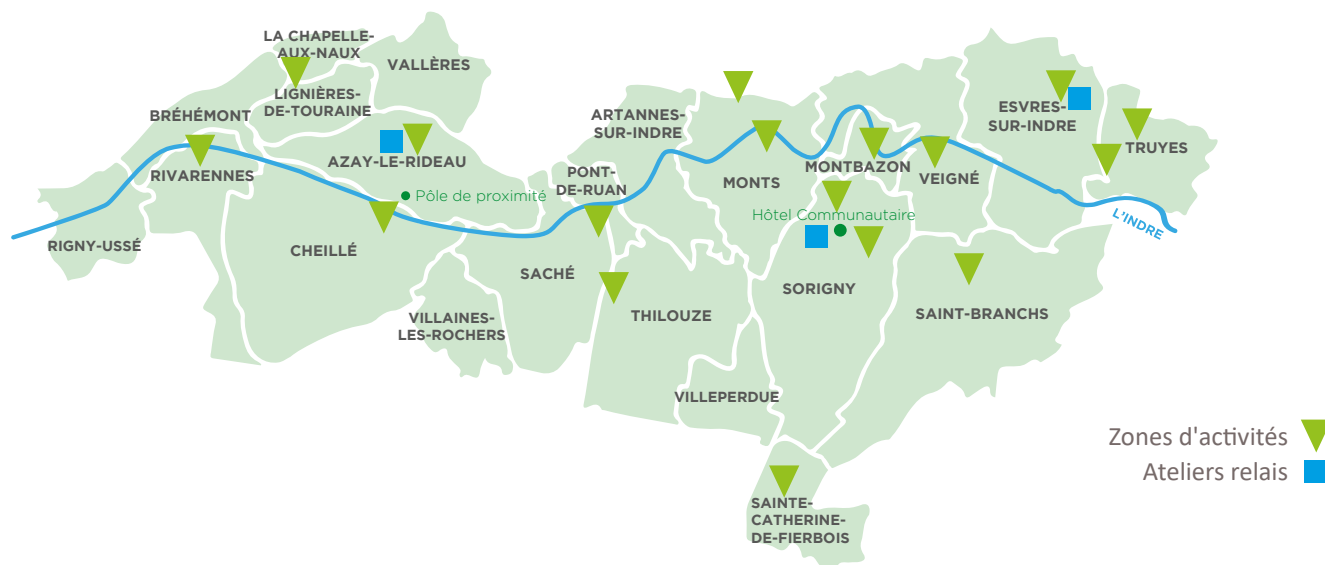 LA CHAPELLE-
AUX-NAUX
VALLÈRES
LIGNIÈRES-
DE-TOURAINE
BRÉHÉMONT
ARTANNES-
SUR-INDRE
ESVRES-
SUR-INDRE
TRUYES
AZAY-LE-RIDEAU
RIVARENNES
PONT-
DE-RUAN
MONTS
MONTBAZON
VEIGNÉ
Pôle de proximité
Hôtel Communautaire
L'INDRE
RIGNY-USSÉ
CHEILLÉ
SACHÉ
SORIGNY
THILOUZE
SAINT-BRANCHS
VILLAINES-
LES-ROCHERS
VILLEPERDUE
Zones d'activités
Ateliers relais
SAINTE-
CATHERINE-
DE-FIERBOIS